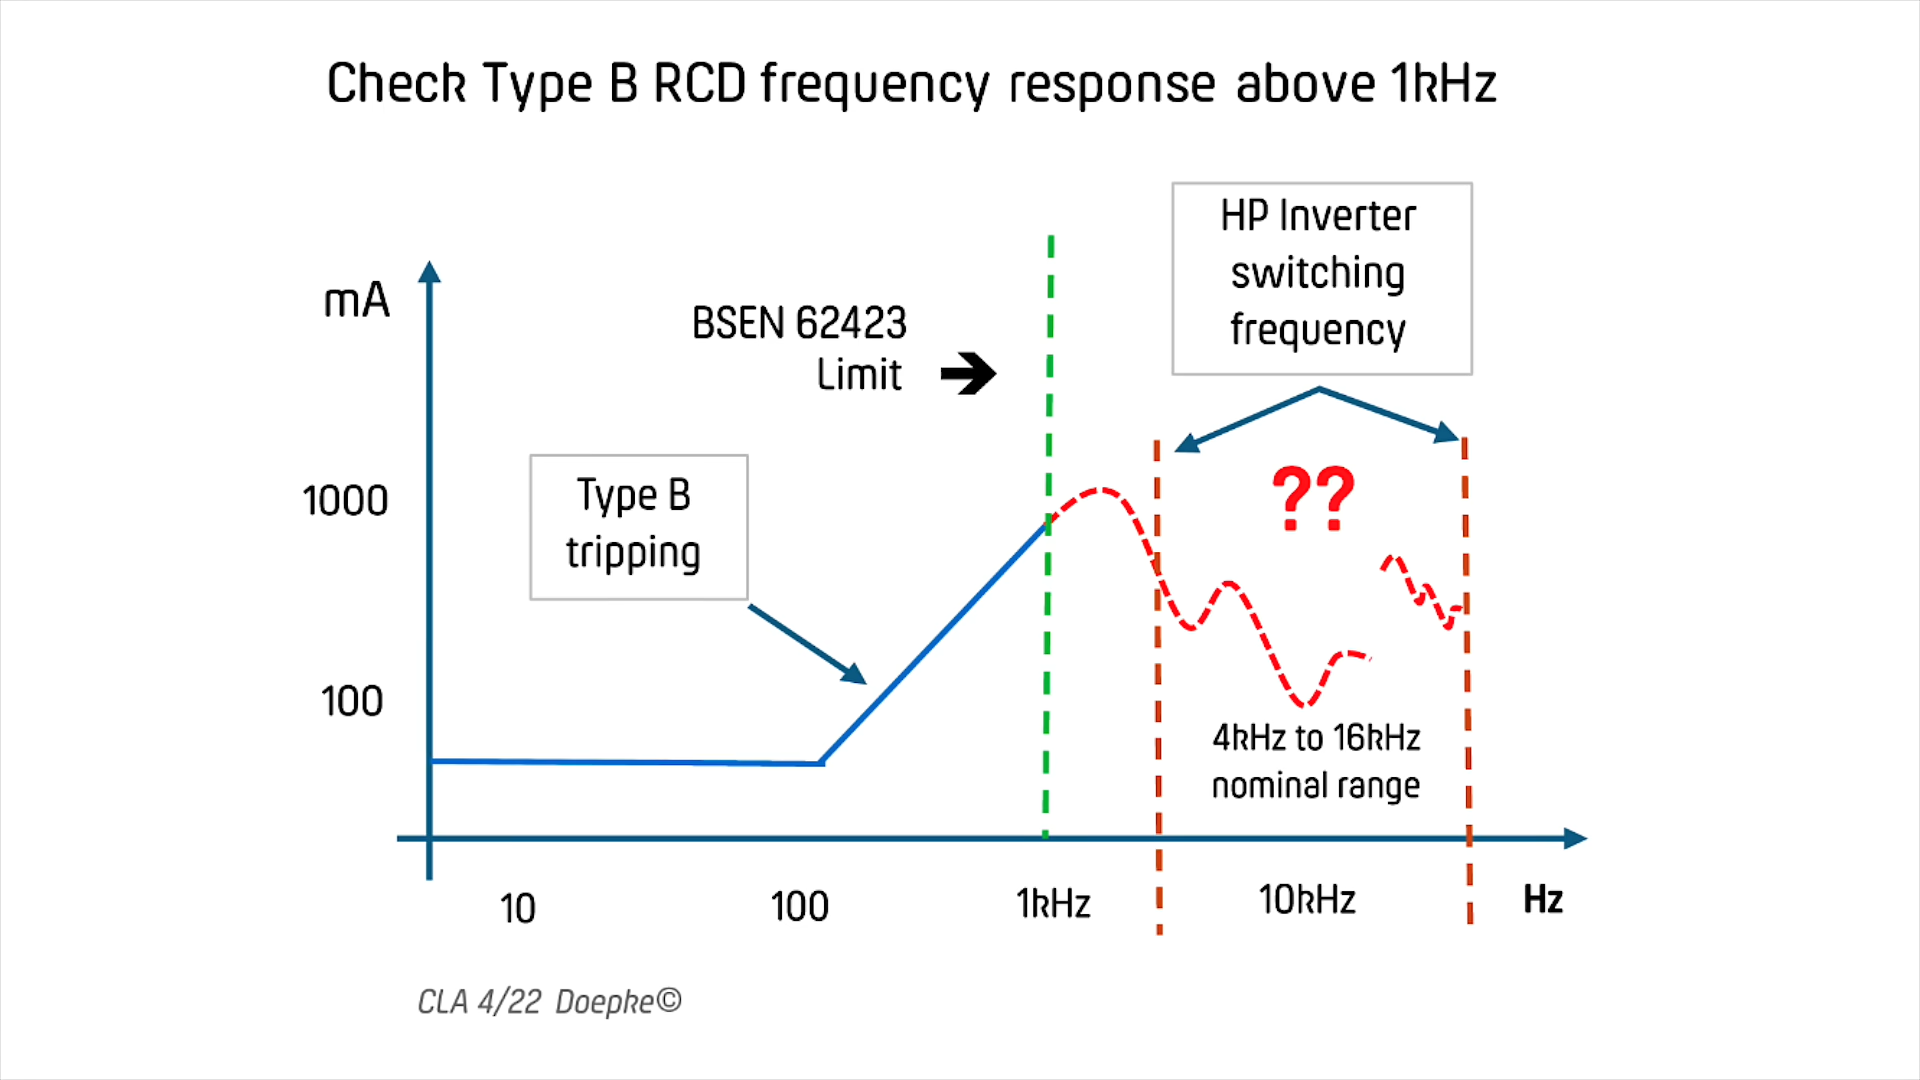 Check Type B RCD frequency response above 1kHz
HP Inverter
switching
frequency
mA
BSEN 62423
Limit
1000
Type B
tripping
??
100
4kHz to 16kHz
nominal range
10
100
1kHz
10kHz
Hz
CLA 4/22 Doepke©